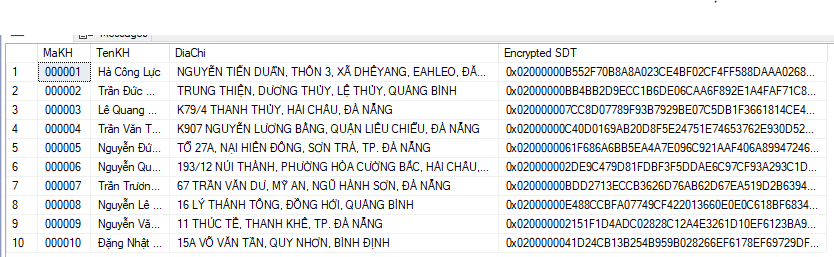 Messages
MaKH TenKH DiaChi Encrypted SDT
1 000001 Hà Công Lực NGUYỄN TIẾN DUẨN, THÔN 3, XÃ DHÊYANG, EAHLEO, ĐĂ... 0x02000000B552F70B8A8A023CE4BF02CF4FF588DAAA0268...
2 000002 Trần Đức ... TRUNG THIỆN, DƯƠNG THỦY, LỆ THỦY, QUẢNG BÌNH 0x02000000BB4BB2D9ECC1B6DE06CAA6F892E1A4FAF71C8...
3 000003 Lê Quang ... K79/4 THANH THỦY, HẢI CHÂU, ĐÀ NẴNG 0x020000007CC8D07789F93B7929BE07C5DB1F3661814CE4...
4 000004 Trần Văn T... K907 NGUYỄN LƯƠNG BẰNG, QUẬN LIÊU CHIỂU, ĐÀ NẴNG 0x02000000C40D0169AB20D8F5E24751E74653762E930D52...
5 000005 Nguyễn Đứ... TỔ 27A, NẠI HIÊN ĐÔNG, SƠN TRÀ, TP. ĐÀ NẴNG 0x02000000061F686A6BB5EA4A7E096C921AAF406A89947246...
6 000006 Nguyễn Qu... 193/12 NÚI THÀNH, PHƯỜNG HÒA CƯỜNG BẮC, HẢI CHÂU,... 0x020000002DE9C479D81FDBF3F5DDAE6C97CF93A293C1D...
7 000007 Trần Trươn... 67 TRẦN VĂN DƯ, MỸ AN, NGŨ HÀNH SƠN, ĐÀ NẴNG 0x02000000BDD2713ECCB3626D76AB62D67EA519D2B6394...
8 000008 Nguyễn Lê ... 16 LÝ THÁNH TÔNG, ĐỒNG HỚI, QUẢNG BÌNH 0x02000000E488CCBFA07749CF422013660E0E0C618BF6834...
9 000009 Nguyễn Vă... 11 THÚC TỀ, THANH KHÊ, TP. ĐÀ NẴNG 0x020000002151F1D4ADC02828C12A4E3261D10EF6123BA9...
10 000010 Đặng Nhật ... 15A VÕ VĂN TẦN, QUY NHƠN, BÌNH ĐỊNH 0x0200000041D24CB13B254B959B028266EF6178EF69729DF...